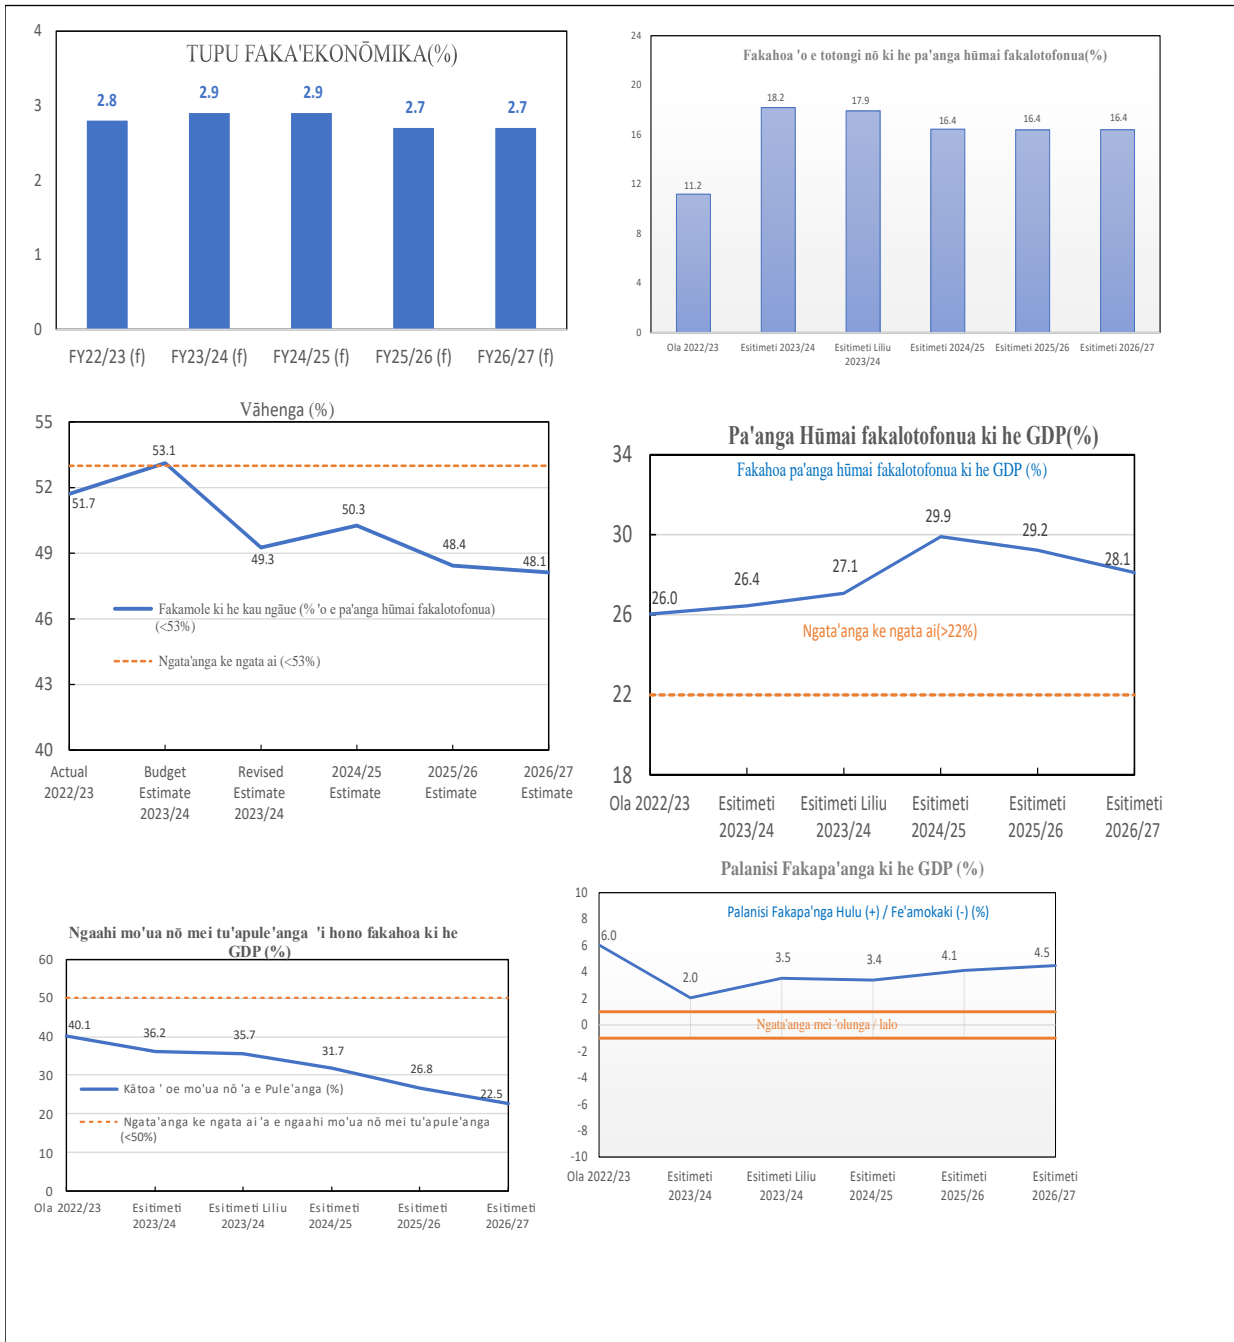 TUPU FAKA'EKONŌMIKA(%)
4
3
2
1
0
2.8
2.9
2.9
2.7
2.7
FY22/23 (f)
FY23/24 (f)
FY24/25 (f)
FY25/26 (f)
FY26/27 (f)
Fakahoa 'o e totongi nō ki he pa'anga hūmai fakalotofonua(%)
24
20
16
12
8
4
0
11.2
18.2
17.9
16.4
16.4
16.4
Ola 2022/23
Esitimeti 2023/24
Esitimeti Liliu
2023/24
Esitimeti 2024/25
Esitimeti 2025/26
Esitimeti 2026/27
Vāhenga (%)
55
52
49
46
43
40
51.7
53.1
49.3
50.3
48.4
48.1
Fakamole ki he kau ngāue (% 'o e pa'anga hūmai fakalotofonua)
(<53%)
Ngata'anga ke ngata ai (<53%)
Actual
2022/23
Budget
Estimate
2023/24
Revised
Estimate
2023/24
2024/25
Estimate
2025/26
Estimate
2026/27
Estimate
Pa'anga Hūmai fakalotofonua ki he GDP(%)
Fakahoa pa'anga hūmai fakalotofonua ki he GDP (%)
34
30
26
22
18
26.0
26.4
27.1
29.9
29.2
28.1
Ngata'anga ke ngata ai(>22%)
Ola 2022/23
Esitimeti
2023/24
Esitimeti Liliu
2023/24
Esitimeti
2024/25
Esitimeti
2025/26
Esitimeti
2026/27
Ngaahi mo'ua nō mei tu'apule'anga 'i hono fakahoa ki he
GDP (%)
60
50
40
30
20
10
0
40.1
36.2
35.7
31.7
26.8
22.5
Kātoa ' oe mo'ua nō 'a e Pule'anga (%)
Ngata'anga ke ngata ai 'a e ngaahi mo'ua nō mei tu'apule'anga
(<50%)
Ola 2022/23
Esitimeti
2023/24
Esitimeti Liliu
2023/24
Esitimeti
2024/25
Esitimeti
2025/26
Esitimeti
2026/27
Palanisi Fakapa'anga ki he GDP (%)
Palanisi Fakapa'nga Hulu (+) / Fe'amokaki (-) (%)
10
8
6
4
2
0
-2
-4
-6
-8
-10
6.0
2.0
3.5
3.4
4.1
4.5
Ngata'anga mei 'olunga / lalo
Ola 2022/23
Esitimeti
2023/24
Esitimeti Liliu
2023/24
Esitimeti
2024/25
Esitimeti
2025/26
Esitimeti
2026/27